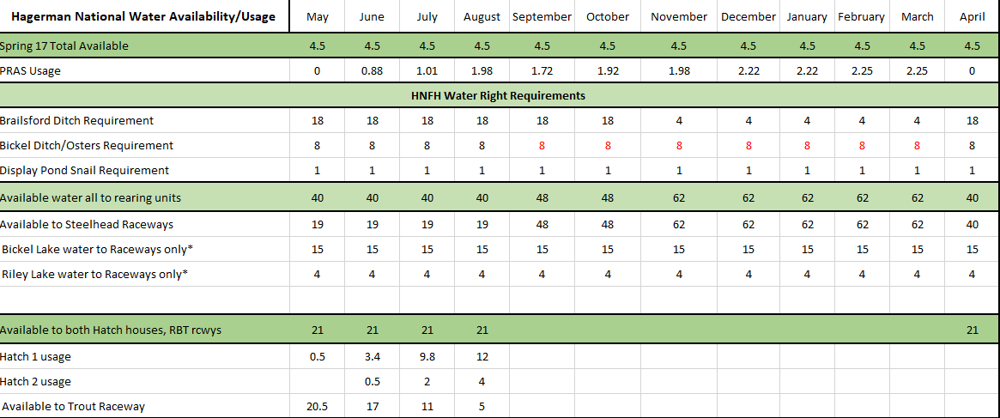 Hagerman National Water Availability/Usage May June July August September October November December January February March April
Spring 17 Total Available 4.5 4.5 4.5 4.5 4.5 4.5 4.5 4.5 4.5 4.5 4.5 4.5
PRAS Usage 0 0.88 1.01 1.98 1.72 1.92 1.98 2.22 2.22 2.25 2.25 0
HNFH Water Right Requirements
Brailsford Ditch Requirement 18 18 18 18 18 18 4 4 4 4 4 18
Bickel Ditch/Osters Requirement 8 8 8 8 8 8 8 8 8 8 8 8
Display Pond Snail Requirement 1 1 1 1 1 1 1 1 1 1 1 1
Available water all to rearing units 40 40 40 40 48 48 62 62 62 62 62 40
Available to Steelhead Raceways 19 19 19 19 48 48 62 62 62 62 62 40
Bickel Lake water to Raceways only* 15 15 15 15 15 15 15 15 15 15 15 15
Riley Lake water to Raceways only* 4 4 4 4 4 4 4 4 4 4 4 4
Available to both Hatch houses, RBT rcwys 21 21 21 21 21
Hatch 1 usage 0.5 3.4 9.8 12
Hatch 2 usage 0.5 2 4
Available to Trout Raceway 20.5 17 11 5